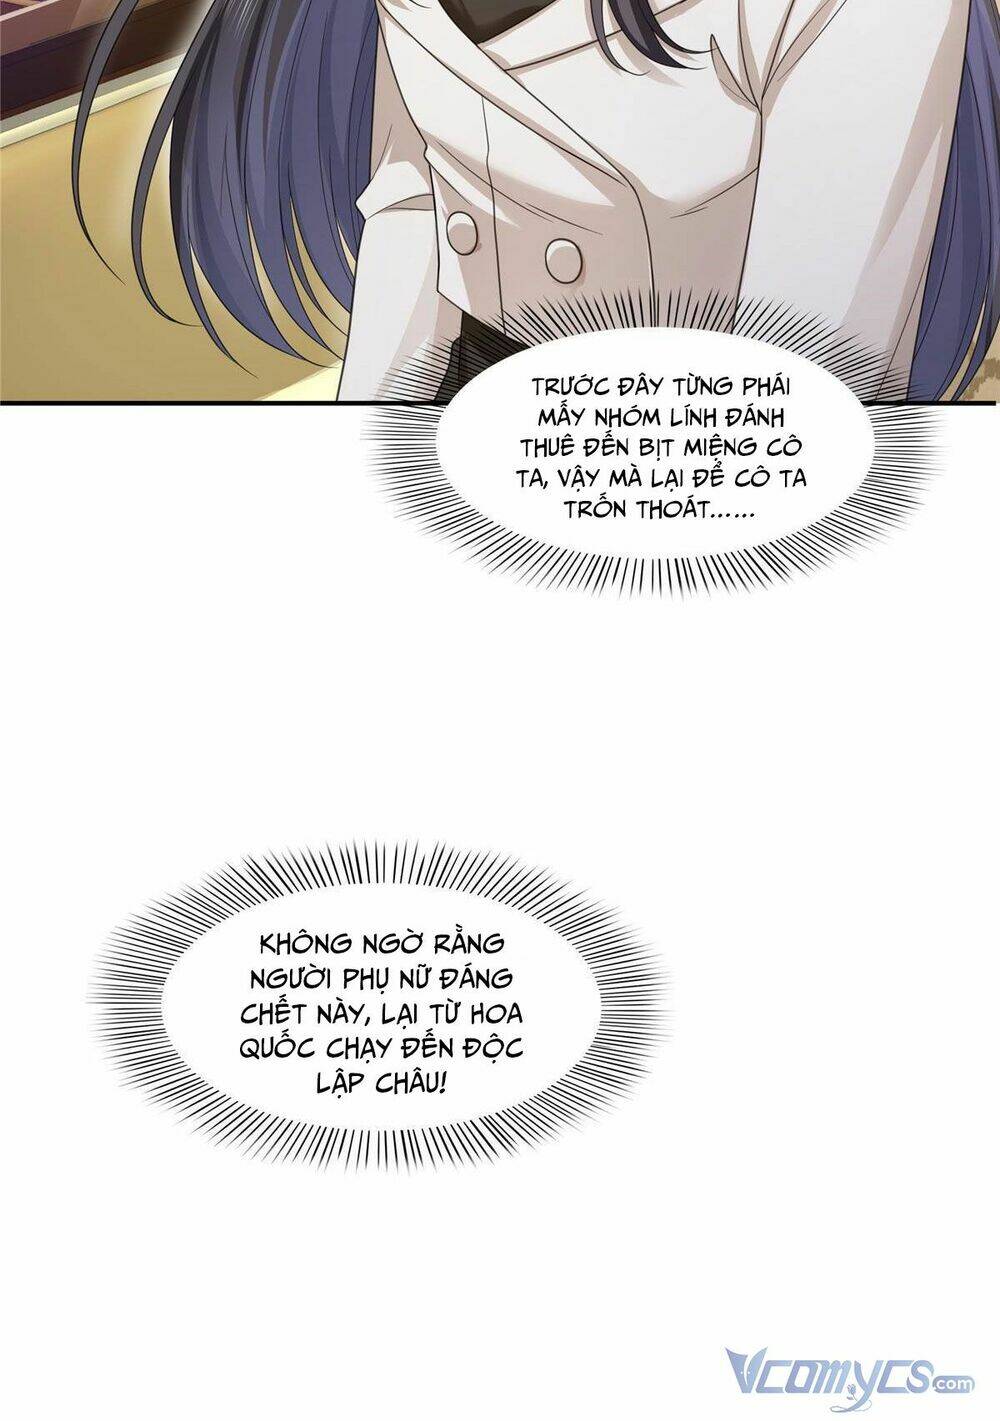 TRƯỚC ĐÂY TỪNG PHÁI
MẤY NHÓM LÍNH ĐÁNH
THUÊ ĐẾN BỊT MIỆNG CÔ
TA, VẬY MÀ LẠI ĐỂ CÔ TA
TRỐN THOÁT......
KHÔNG NGỜ RẰNG
NGƯỜI PHỤ NỮ ĐÁNG
CHẾT NÀY, LẠI TỪ HOA
QUỐC CHẠY ĐẾN ĐỘC
LẬP CHÂU!
VCOMYCS.com